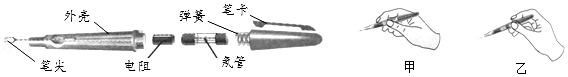 外壳 弹簧 笔卡
笔尖 电阻 氖管 甲 乙